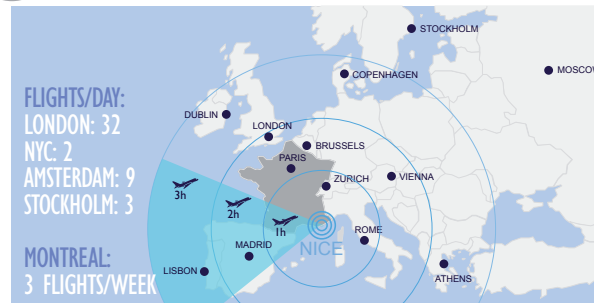 FLIGHTS/DAY:
LONDON: 32
NYC: 2
AMSTERDAM: 9
STOCKHOLM: 3
MONTREAL:
3 FLIGHTS/WEEK
STOCKHOLM
COPENHAGEN
MOSCOW
DUBLIN
LONDON
BRUSSELS
PARIS
ZURICH
VIENNA
3h
2h
1h
NICE
ROME
MADRID
LISBON
ATHENS